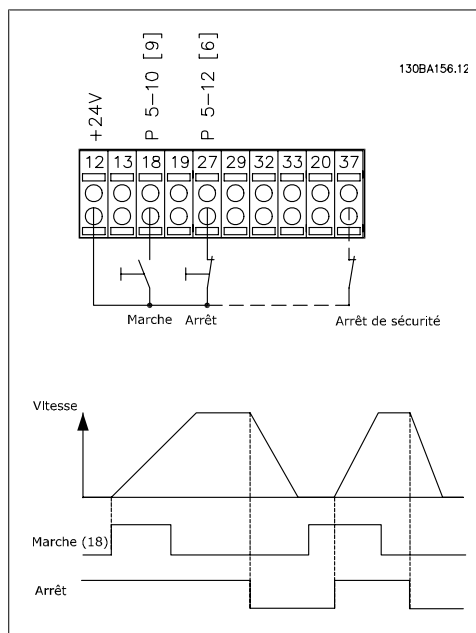 130BA156.12
+24V
P 5-10 [9]
P 5-12 [6]
12 13 18 19 27 29 32 33 20 37
Marche Arrêt Arrêt de sécurité
Vitesse
Marche (18)
Arrêt